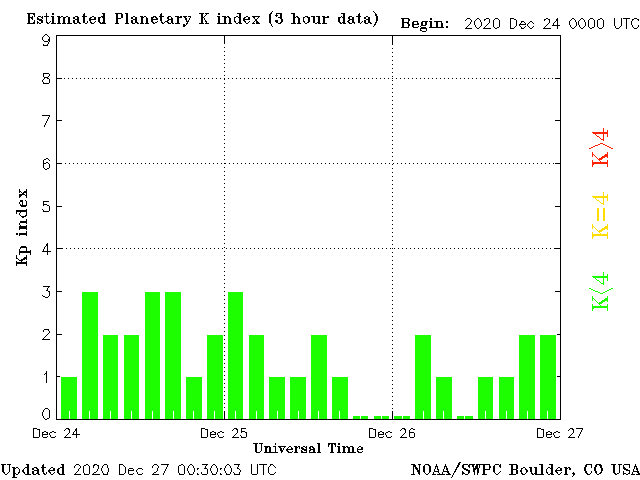 Estimated Planetary K index (3 hour data) Begin: 2020 Dec 24 0000 UTC
9
8
7
6
5
4
3
2
1
0
Kp index
K>4
K=4
K<4
Dec 24 Dec 25 Dec 26 Dec 27
Universal Time
Updated 2020 Dec 27 00:30:03 UTC NOAA/SWPC Boulder, CO USA